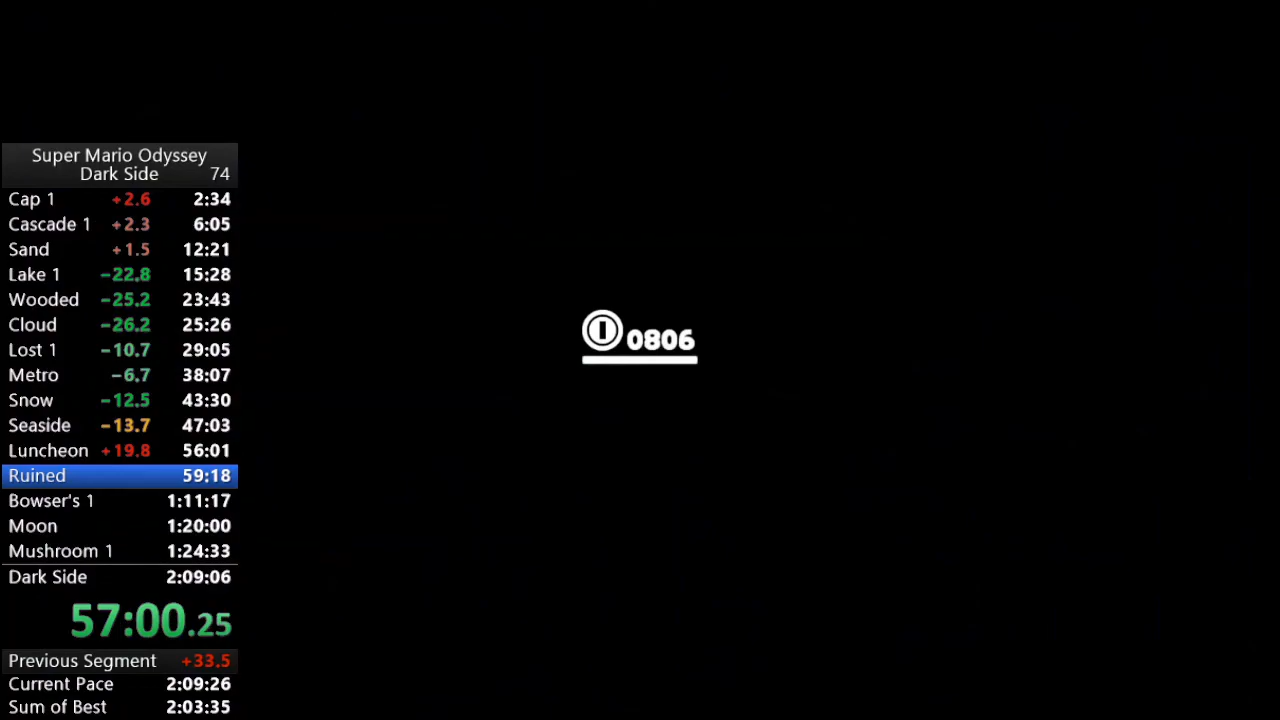 Super Mario Odyssey
Dark Side 74
Cap 1 +2.6 2:34
Cascade 1 +2.3 6:05
Sand +1.5 12:21
Lake 1 -22.8 15:28
Wooded -25.2 23:43
Cloud -26.2 25:26
Lost 1 -10.7 29:05
Metro -6.7 38:07
Snow -12.5 43:30
Seaside -13.7 47:03
Luncheon +19.8 56:01
Ruined 59:18
Bowser's 1 1:11:17
Moon 1:20:00
Mushroom 1 1:24:33
Dark Side 2:09:06
57:00.25
Previous Segment +33.5
Current Pace 2:09:26
Sum of Best 2:03:35
0806